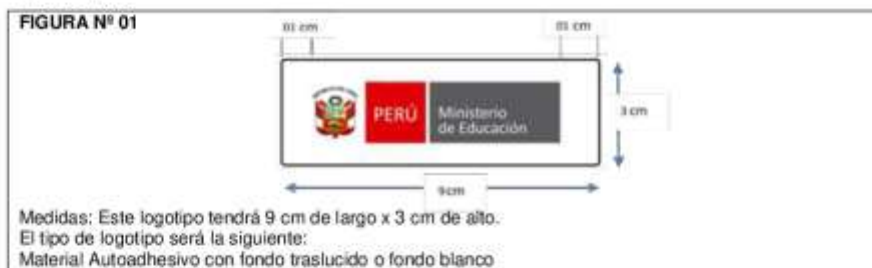 FIGURA Nº 01
01 cm
01 cm
PERÚ
Ministerio
de Educación
3 cm
9cm
Medidas: Este logotipo tendrá 9 cm de largo x 3 cm de alto.
El tipo de logotipo será la siguiente:
Material Autoadhesivo con fondo traslucido o fondo blanco